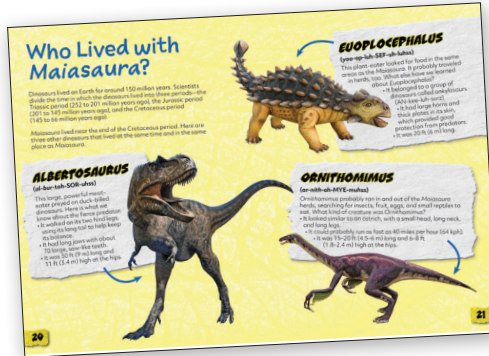 Who Lived with
Maiasaura?
Dinosaurs lived on Earth for around 150 million years. Scientists
divide the time in which the dinosaurs lived into three periods—the
Triassic period (252 to 201 million years ago), the Jurassic period
(201 to 145 million years ago), and the Cretaceous period
(145 to 66 million years ago).
Maiasaura lived near the end of the Cretaceous period. Here are
three other dinosaurs that lived at the same time and in the same
place as Maiasaura.
EUOPLOCEPHALUS
(yoo-op-luh-SEF-uh-luhss)
This plant-eater looked for food in the same
areas as the Maiasaura. It probably traveled
in herds, too. What else have we learned
about Euoplocephalus?
• It belonged to a group of
dinosaurs called ankylosaurs
(AN-kee-luh-sorz).
• It had large horns and
thick plates in its skin,
which provided good
protection from predators.
• It was 20 ft (6 m) long.
ALBERTOSAURUS
(al-bur-toh-SOR-uhss)
This large, powerful meat-
eater preyed on duck-billed
dinosaurs. Here is what we
know about the fierce predator.
• It walked on its two hind legs,
using its long tail to help keep
its balance.
• It had long jaws with about
70 large, saw-like teeth.
• It was 30 ft (9 m) long and
11 ft (3.4 m) high at the hips.
ORNITHOMIMUS
(or-nith-oh-MYE-muhss)
Ornithomimus probably ran in and out of the Maiasaura
herds, searching for insects, fruit, eggs, and small reptiles to
eat. What kind of creature was Ornithomimus?
• It looked similar to an ostrich, with a small head, long neck,
and long legs.
• It could probably run as fast as 40 miles per hour (64 kph).
• It was 15–20 ft (4.5–6 m) long and 6–8 ft
(1.8–2.4 m) high at the hips.
20
21